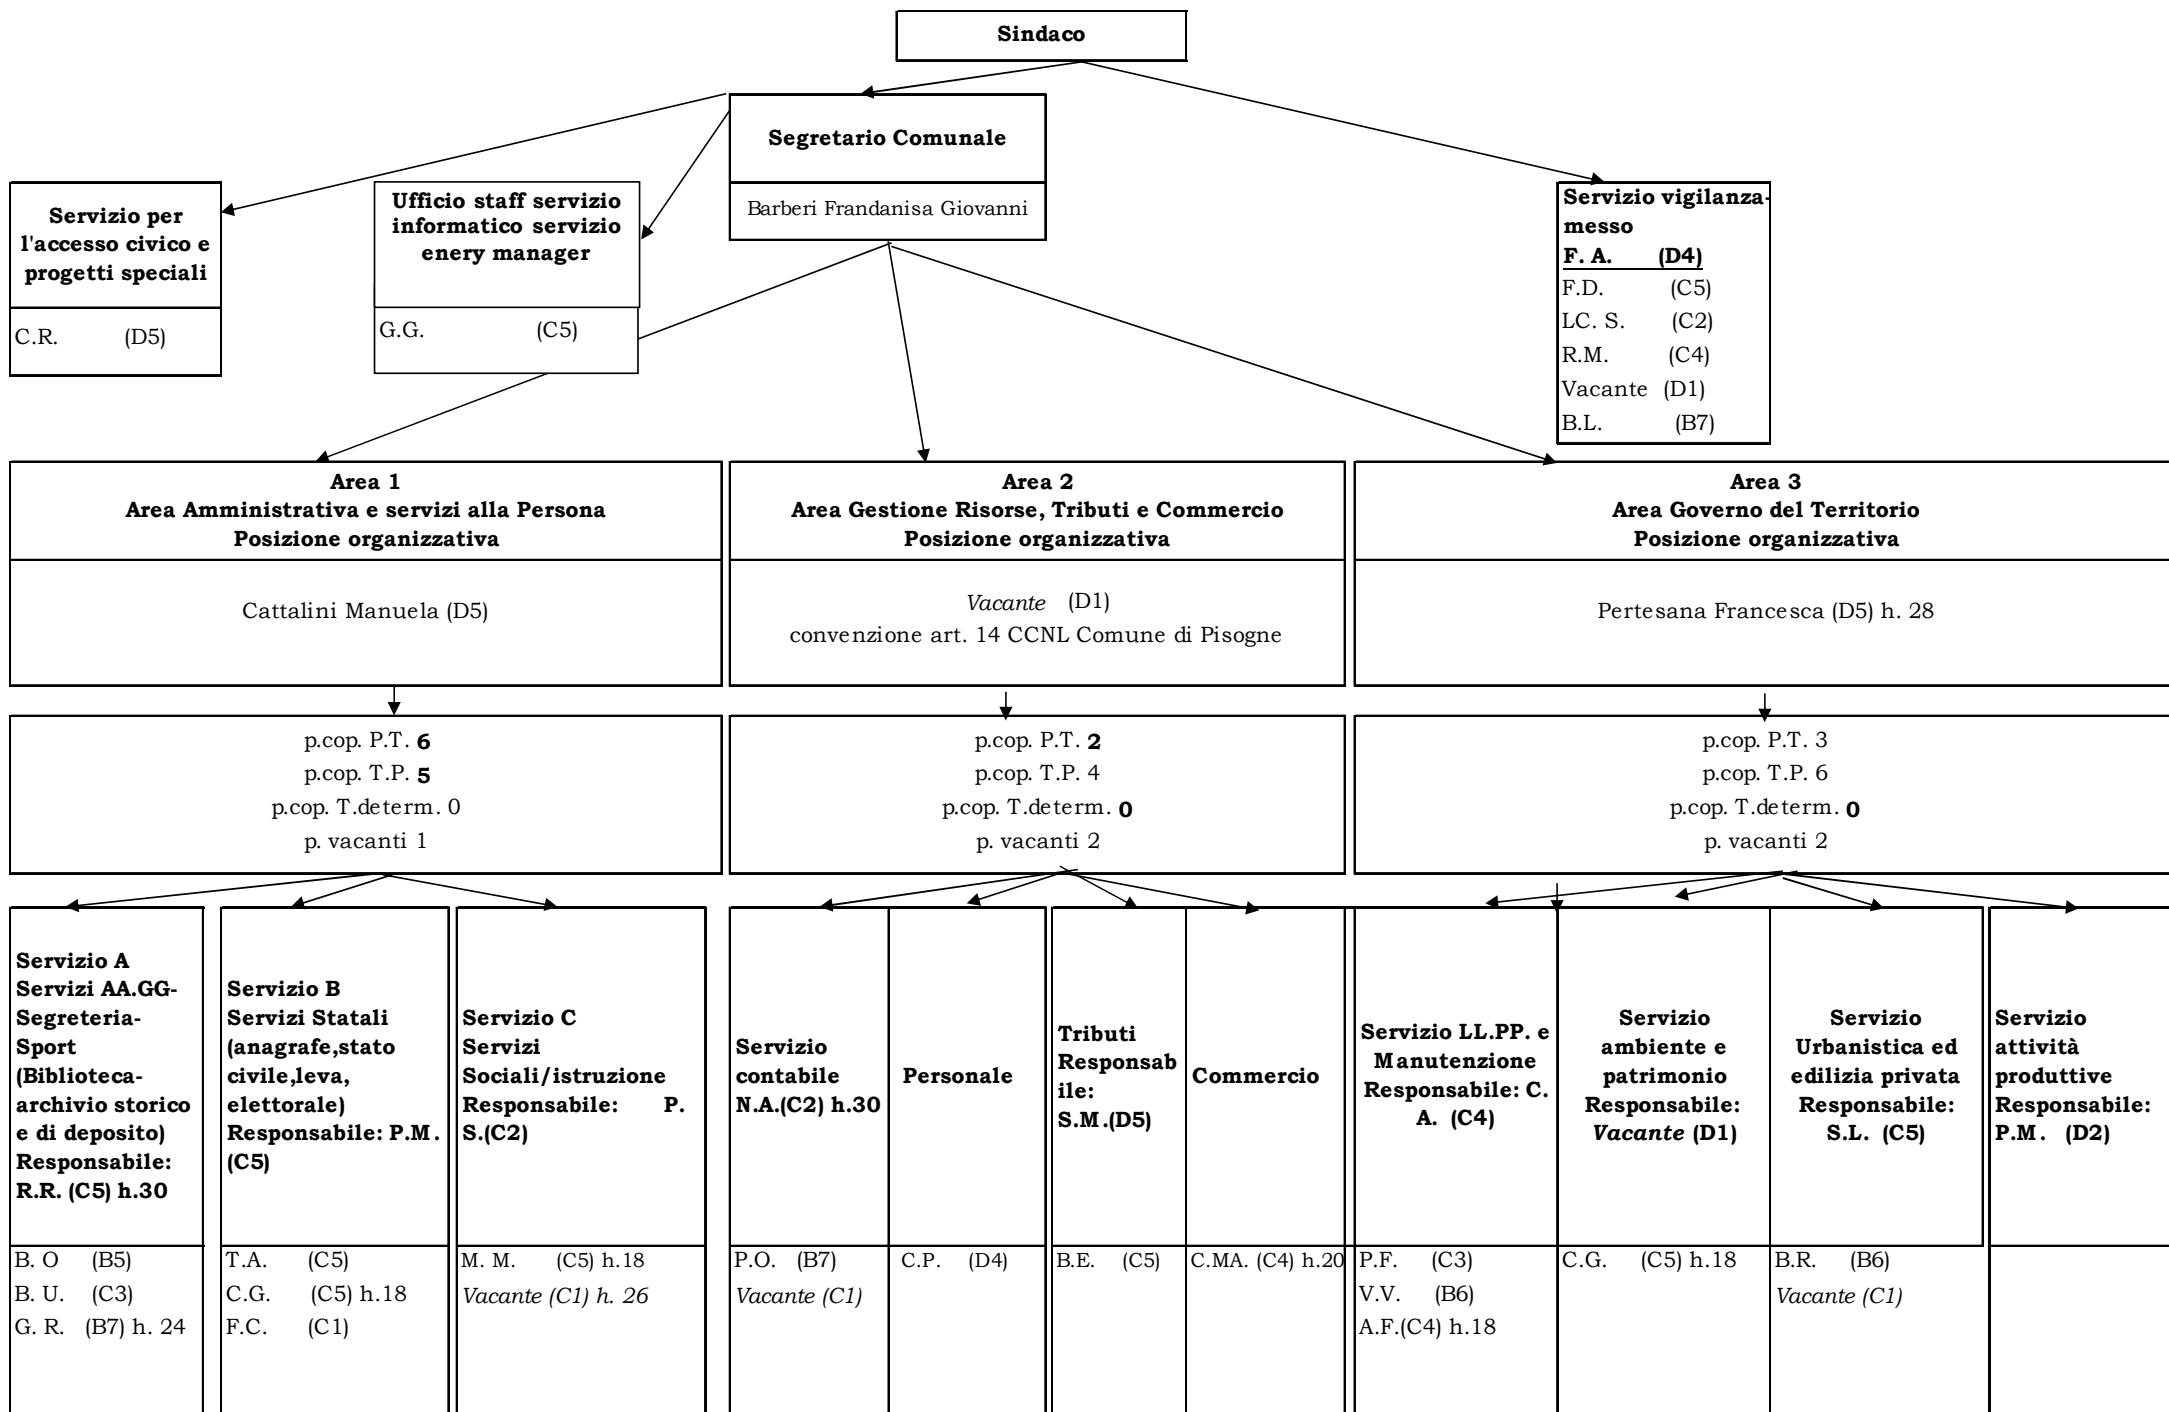 Sindaco
Segretario Comunale
Barberi Frandanisa Giovanni
Servizio per
l'accesso civico e
progetti speciali
C.R. (D5)
Ufficio staff servizio
informatico servizio
enery manager
G.G. (C5)
Servizio vigilanza-
messo
F. A. (D4)
F.D. (C5)
LC. S. (C2)
R.M. (C4)
Vacante (D1)
B.L. (B7)
Area 1
Area Amministrativa e servizi alla Persona
Posizione organizzativa
Cattalini Manuela (D5)
Area 2
Area Gestione Risorse, Tributi e Commercio
Posizione organizzativa
Vacante (D1)
convenzione art. 14 CCNL Comune di Pisogne
Area 3
Area Governo del Territorio
Posizione organizzativa
Pertesana Francesca (D5) h. 28
p.cop. P.T. 6
p.cop. T.P. 5
p.cop. T.determ. 0
p. vacanti 1
p.cop. P.T. 2
p.cop. T.P. 4
p.cop. T.determ. 0
p. vacanti 2
p.cop. P.T. 3
p.cop. T.P. 6
p.cop. T.determ. 0
p. vacanti 2
Servizio A
Servizi AA.GG-
Segreteria-
Sport
(Biblioteca-
archivio storico
e di deposito)
Responsabile:
R.R. (C5) h.30
B. O (B5)
B. U. (C3)
G. R. (B7) h. 24
Servizio B
Servizi Statali
(anagrafe,stato
civile,leva,
elettorale)
Responsabile: P.M.
(C5)
T.A. (C5)
C.G. (C5) h.18
F.C. (C1)
Servizio C
Servizi
Sociali/istruzione
Responsabile: P.
S.(C2)
M. M. (C5) h.18
Vacante (C1) h. 26
Servizio
contabile
N.A.(C2) h.30
P.O. (B7)
Vacante (C1)
Personale
C.P. (D4)
Tributi
Responsab
ile:
S.M.(D5)
B.E. (C5)
Commercio
C.MA. (C4) h.20
Servizio LL.PP. e
Manutenzione
Responsabile: C.
A. (C4)
P.F. (C3)
V.V. (B6)
A.F.(C4) h.18
Servizio
ambiente e
patrimonio
Responsabile:
Vacante (D1)
C.G. (C5) h.18
Servizio
Urbanistica ed
edilizia privata
Responsabile:
S.L. (C5)
B.R. (B6)
Vacante (C1)
Servizio
attività
produttive
Responsabile:
P.M. (D2)